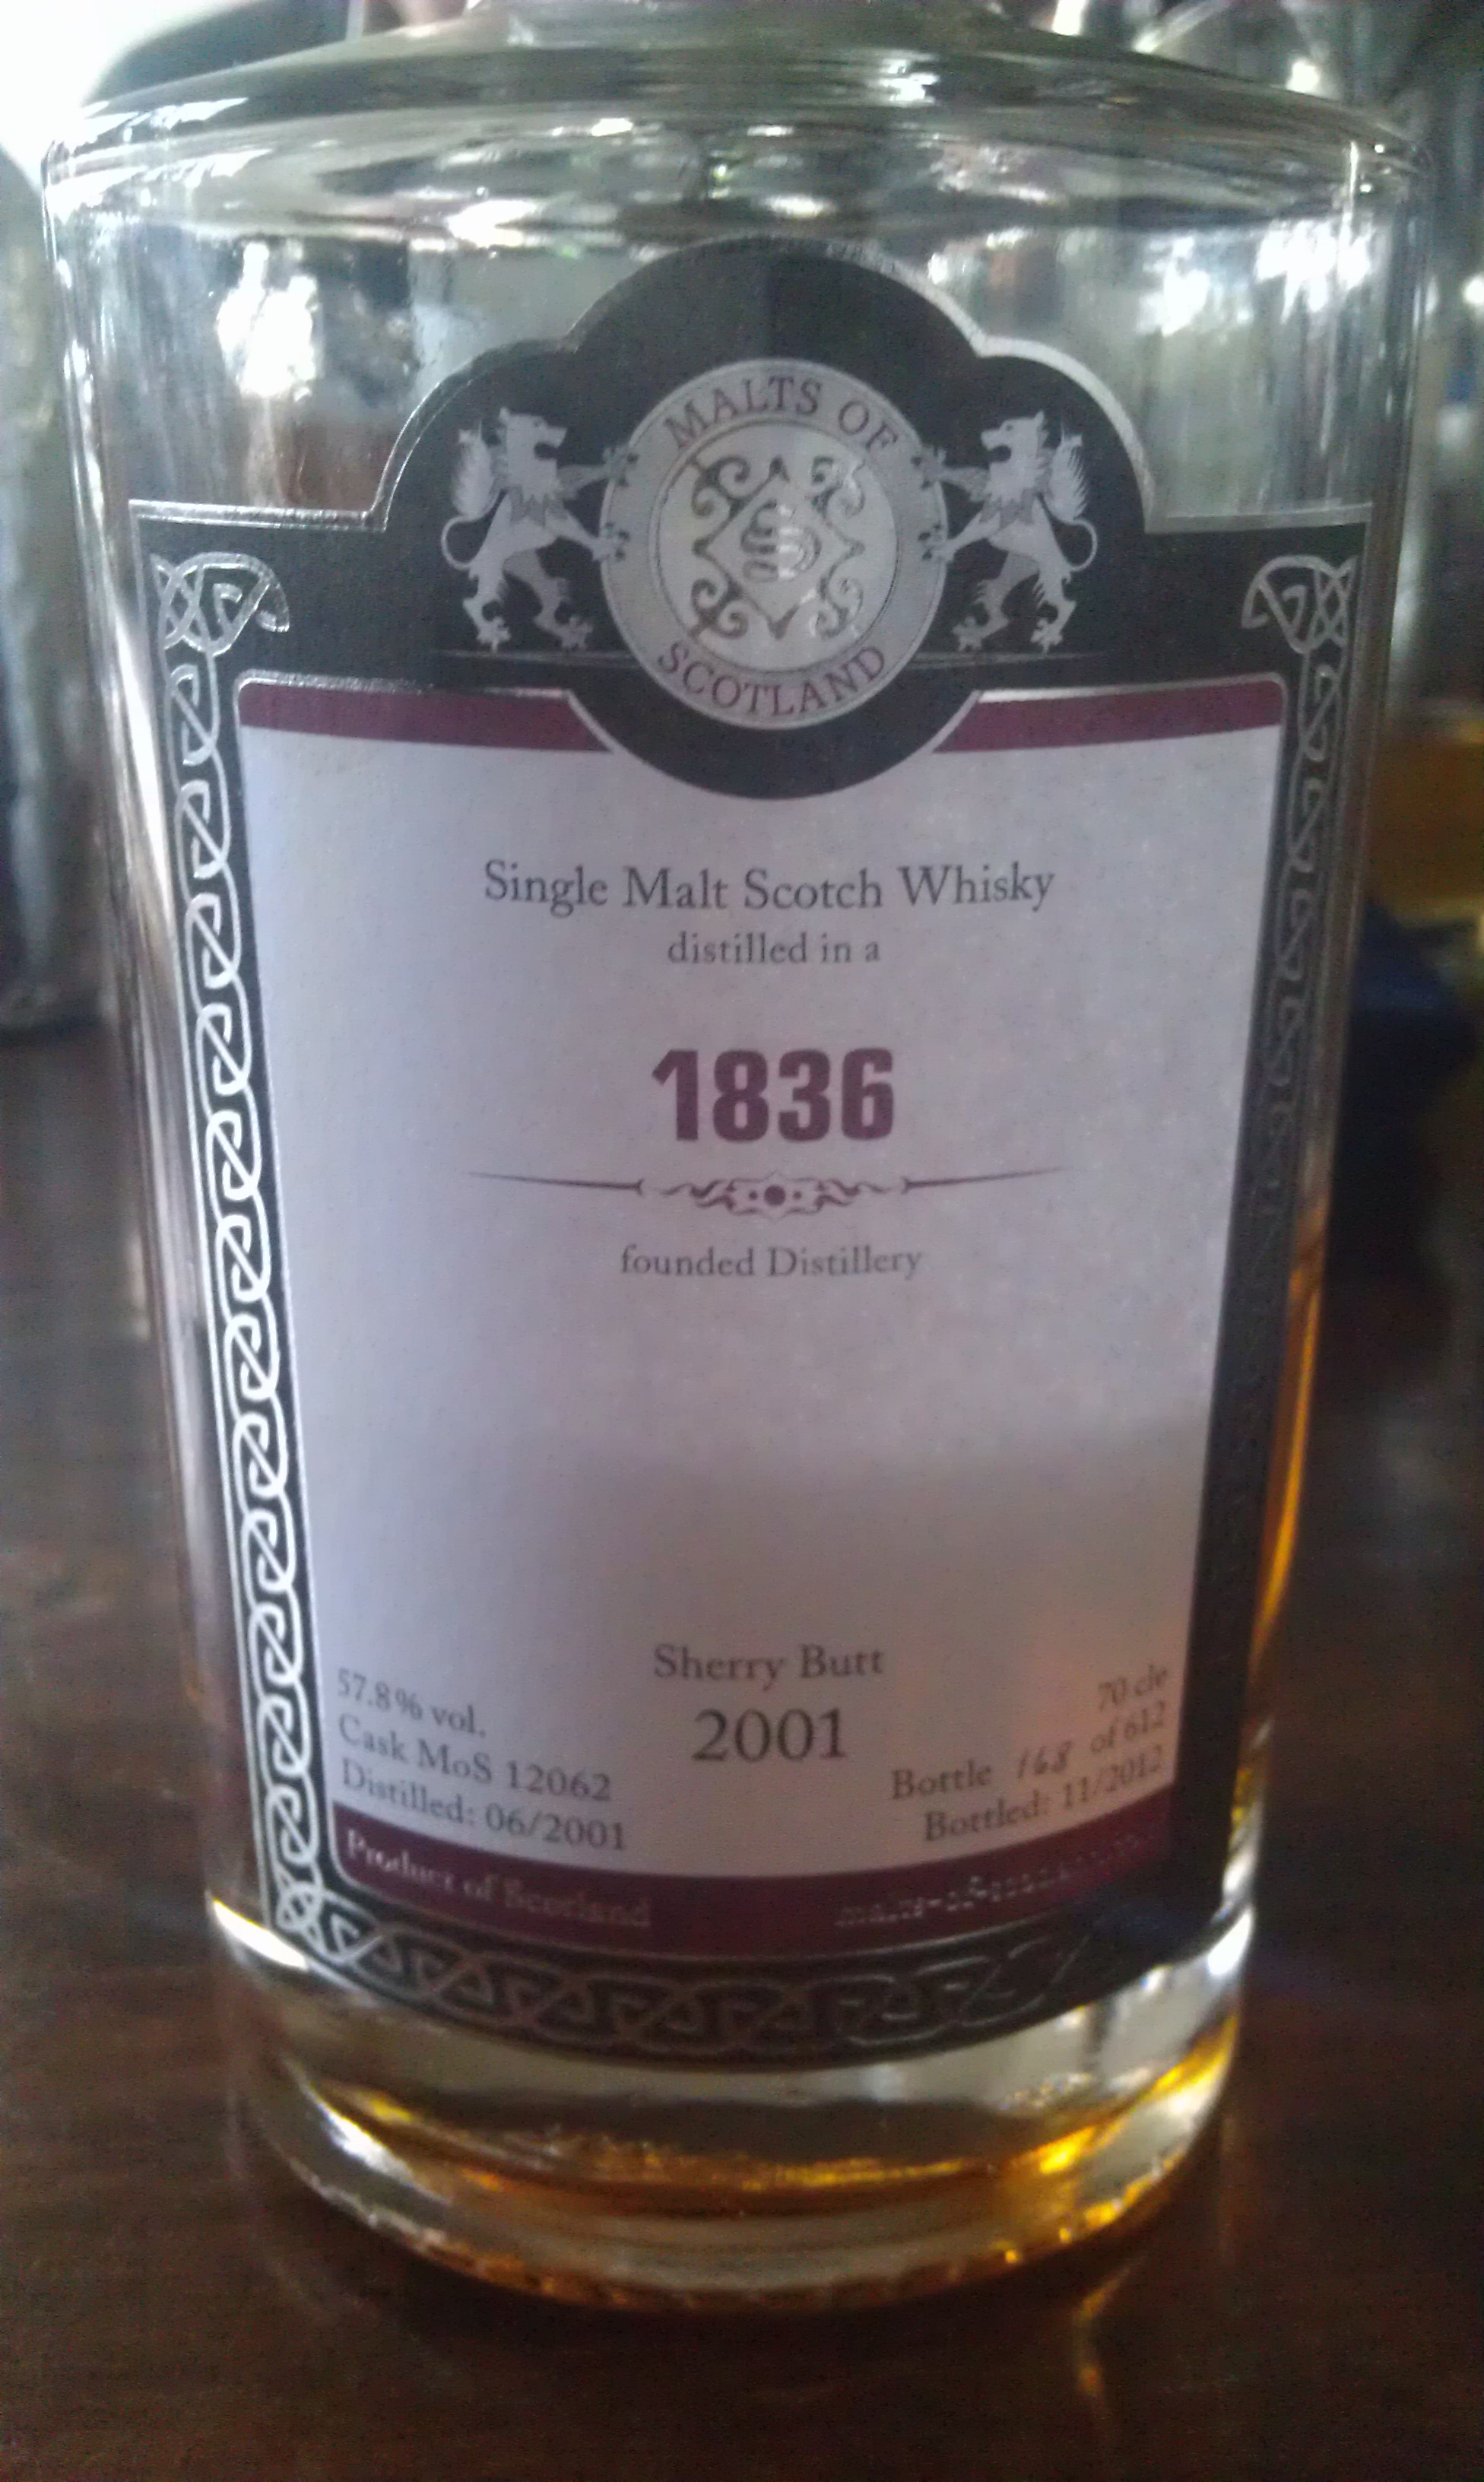 MALTS OF
SCOTLAND
Single Malt Scotch Whisky
distilled in a
1836
founded Distillery
Sherry Butt
2001
57.8% vol.
Cask MoS 12062
Distilled: 06/2001
70 cle
Bottle 168 of 612
Bottled: 11/2012
Product of Scotland